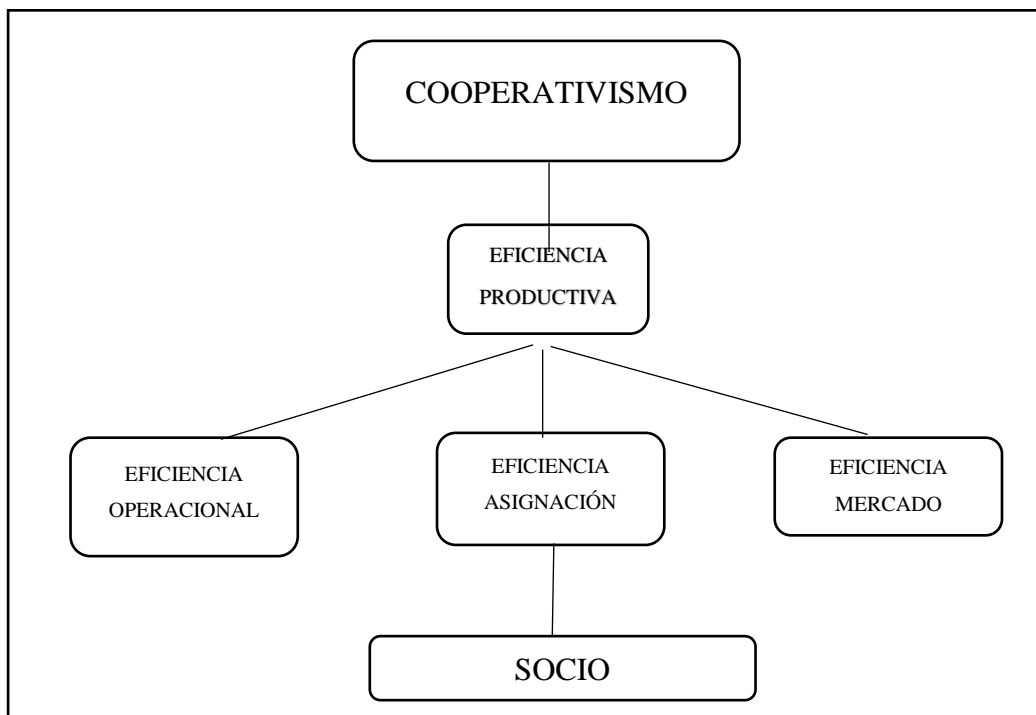 COOPERATIVISMO
EFICIENCIA
PRODUCTIVA
EFICIENCIA
OPERACIONAL
EFICIENCIA
ASIGNACIÓN
EFICIENCIA
MERCADO
SOCIO